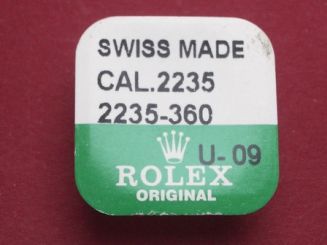 SWISS MADE
CAL.2235
2235-360
U-09
ROLEX
ORIGINAL